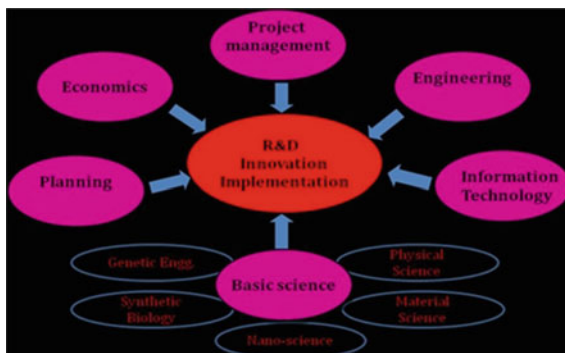 Project
management
Economics
Engineering
R&D
Innovation
Implementation
Planning
Information
Technology
Genetic Engg.
Physical
Science
Basic science
Synthetic
Biology
Material
Science
Nano-science